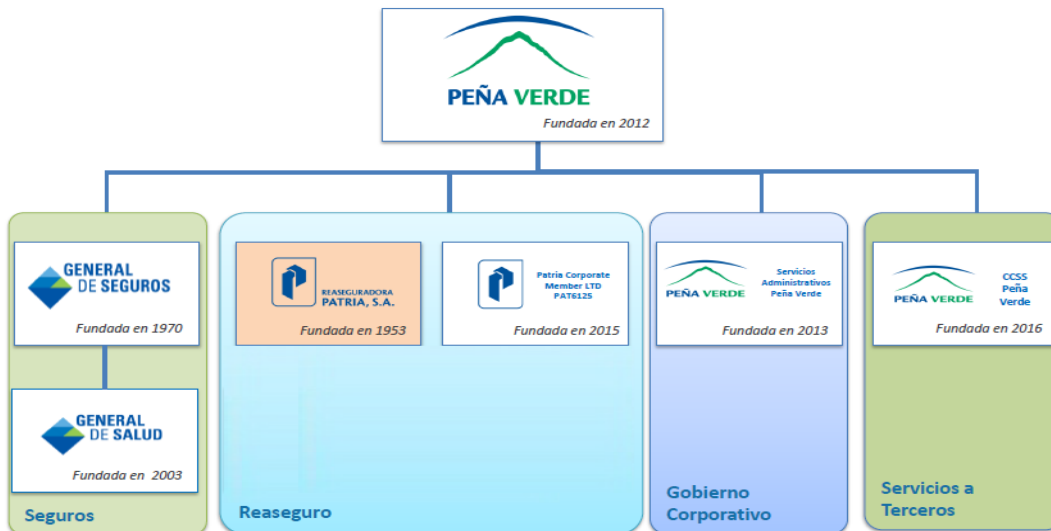 PEÑA VERDE
Fundada en 2012
GENERAL
DE SEGUROS
Fundada en 1970
GENERAL
DE SALUD
Fundada en 2003
Seguros
REASEGURADORA
PATRIA, S.A.
Fundada en 1953
Patria Corporate
Member LTD
PAT6125
Fundada en 2015
Reaseguro
PEÑA VERDE
Servicios
Administrativos
Peña Verde
Fundada en 2013
Gobierno
Corporativo
PEÑA VERDE
CCSS
Peña
Verde
Fundada en 2016
Servicios a
Terceros